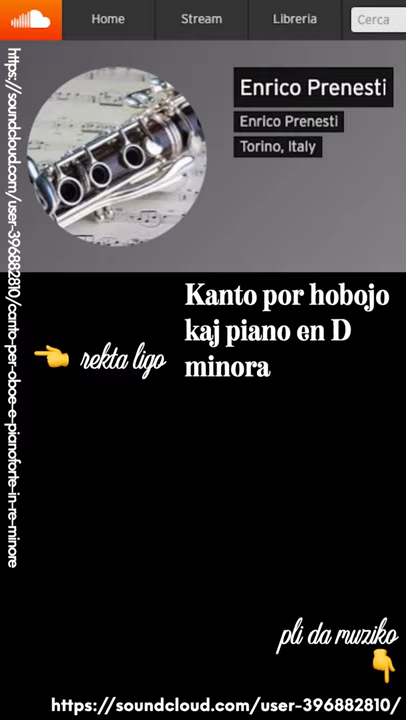 Home Stream Libreria Cerca
Enrico Prenesti
Enrico Prenesti
Torino, Italy
https://soundcloud.com/user-396882810/canto-per-oboe-e-pianoforte-in-re-minore
Kanto por hobojo
kaj piano en D
minora
rekta ligo
pli da muziko
https://soundcloud.com/user-396882810/